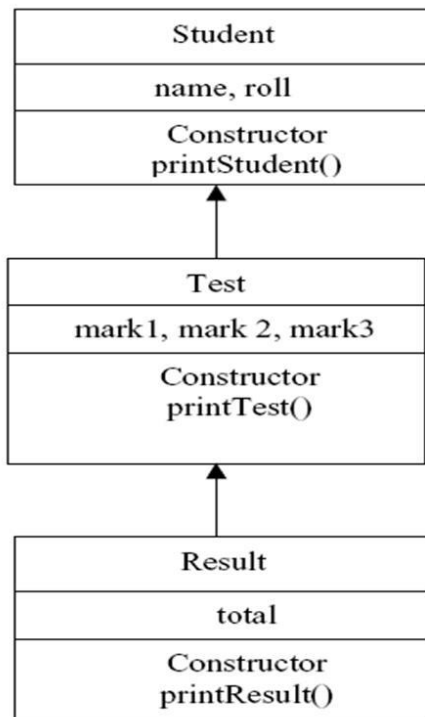 Student
name, roll
Constructor
printStudent()
Test
mark1, mark 2, mark3
Constructor
printTest()
Result
total
Constructor
printResult()